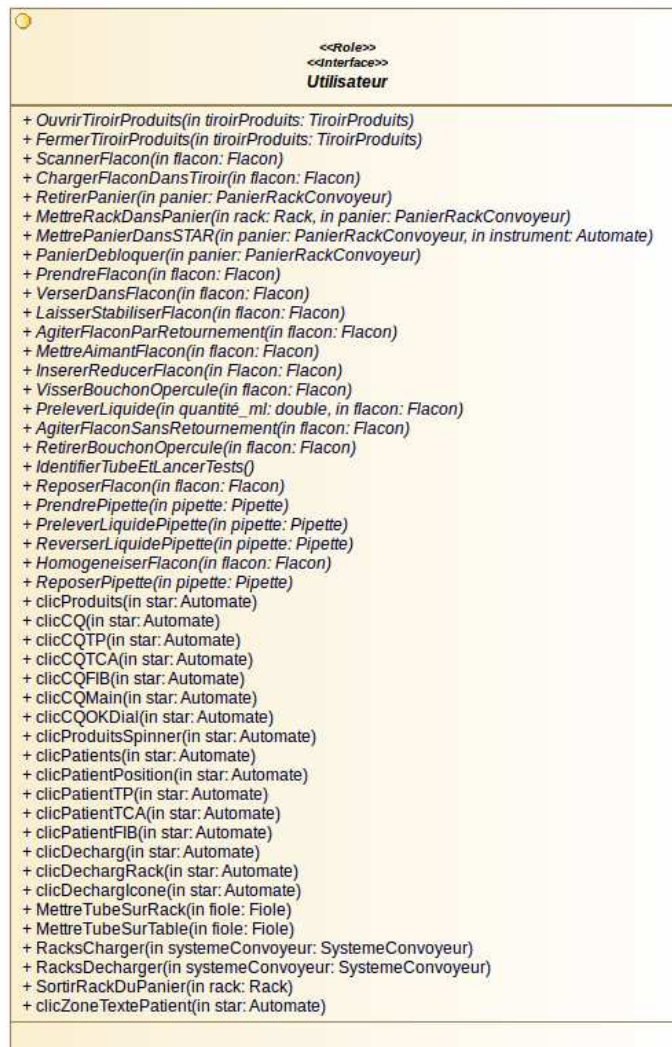 <<Role>>
<<Interface>>
Utilisateur
+ OuvrirTiroirProduits(in tiroirProduits: TiroirProduits)
+ FermerTiroirProduits(in tiroirProduits: TiroirProduits)
+ ScannerFlacon(in flacon: Flacon)
+ ChargerFlaconDansTiroir(in flacon: Flacon)
+ RetirerPanier(in panier: PanierRackConvoyeur)
+ MettreRackDansPanier(in rack: Rack, in panier: PanierRackConvoyeur)
+ MettrePanierDansSTAR(in panier: PanierRackConvoyeur, in instrument: Automate)
+ PanierDebloquer(in panier: PanierRackConvoyeur)
+ PrendreFlacon(in flacon: Flacon)
+ VerserDansFlacon(in flacon: Flacon)
+ LaisserStabiliserFlacon(in flacon: Flacon)
+ AgiterFlaconParRetournement(in flacon: Flacon)
+ MettreAimantFlacon(in flacon: Flacon)
+ InsererReducerFlacon(in Flacon: Flacon)
+ VisserBouchonOpercule(in flacon: Flacon)
+ PreleverLiquide(in quantité_ml: double, in flacon: Flacon)
+ AgiterFlaconSansRetournement(in flacon: Flacon)
+ RetirerBouchonOpercule(in flacon: Flacon)
+ IdentifierTubeEtLancerTests()
+ ReposerFlacon(in flacon: Flacon)
+ PrendrePipette(in pipette: Pipette)
+ PreleverLiquidePipette(in pipette: Pipette)
+ ReverserLiquidePipette(in pipette: Pipette)
+ HomogeneiserFlacon(in flacon: Flacon)
+ ReposerPipette(in pipette: Pipette)
+ clicProduits(in star: Automate)
+ clicCQ(in star: Automate)
+ clicCQTP(in star: Automate)
+ clicCQTCA(in star: Automate)
+ clicCQFIB(in star: Automate)
+ clicCQMain(in star: Automate)
+ clicCQOKDial(in star: Automate)
+ clicProduitsSpinner(in star: Automate)
+ clicPatients(in star: Automate)
+ clicPatientPosition(in star: Automate)
+ clicPatientTP(in star: Automate)
+ clicPatientTCA(in star: Automate)
+ clicPatientFIB(in star: Automate)
+ clicDecharg(in star: Automate)
+ clicDechargRack(in star: Automate)
+ clicDechargIcone(in star: Automate)
+ MettreTubeSurRack(in fiole: Fiole)
+ MettreTubeSurTable(in fiole: Fiole)
+ RacksCharger(in systemeConvoyeur: SystemeConvoyeur)
+ RacksDecharger(in systemeConvoyeur: SystemeConvoyeur)
+ SortirRackDuPanier(in rack: Rack)
+ clicZoneTextePatient(in star: Automate)